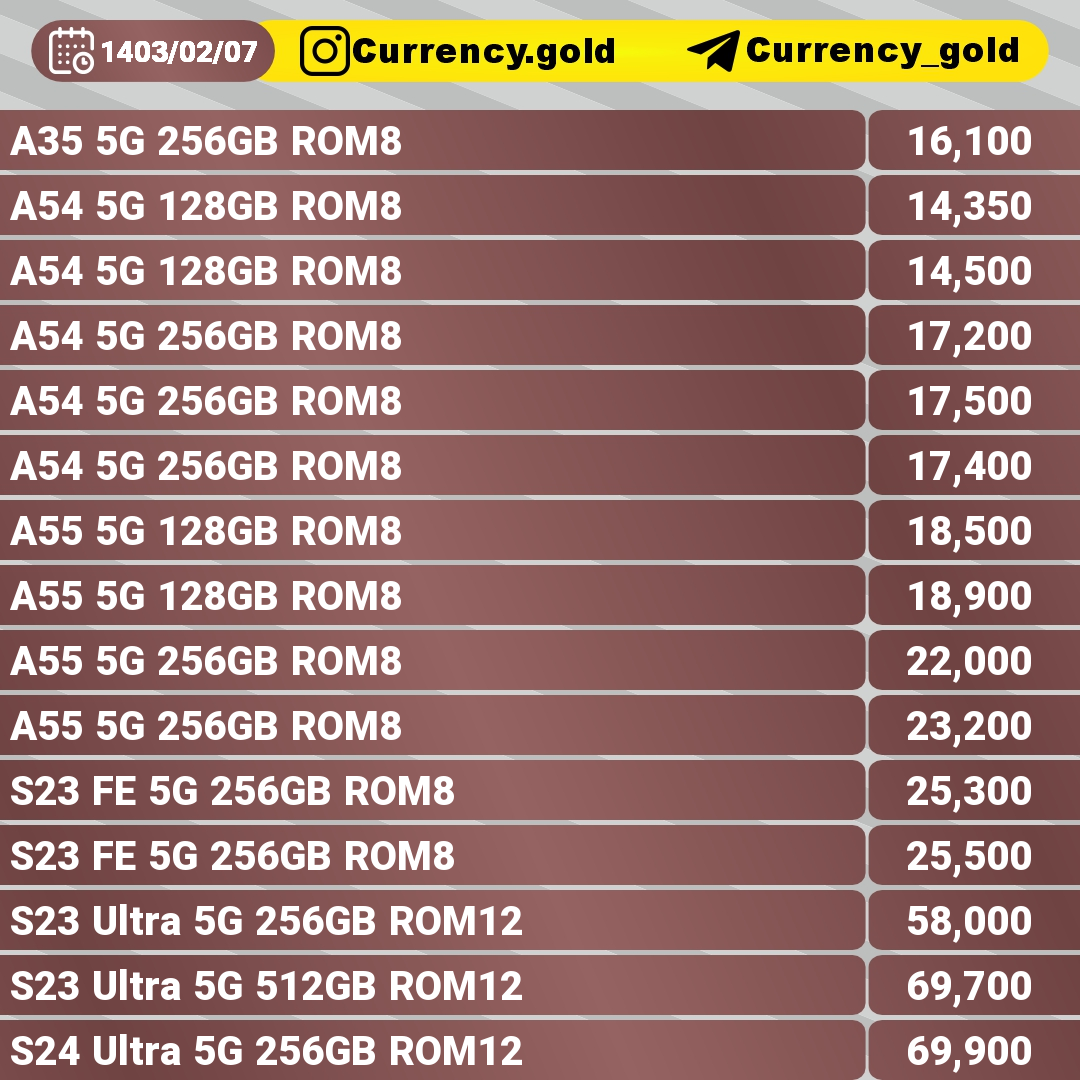 1403/02/07 Currency.gold Currency_gold
A35 5G 256GB ROM8 16,100
A54 5G 128GB ROM8 14,350
A54 5G 128GB ROM8 14,500
A54 5G 256GB ROM8 17,200
A54 5G 256GB ROM8 17,500
A54 5G 256GB ROM8 17,400
A55 5G 128GB ROM8 18,500
A55 5G 128GB ROM8 18,900
A55 5G 256GB ROM8 22,000
A55 5G 256GB ROM8 23,200
S23 FE 5G 256GB ROM8 25,300
S23 FE 5G 256GB ROM8 25,500
S23 Ultra 5G 256GB ROM12 58,000
S23 Ultra 5G 512GB ROM12 69,700
S24 Ultra 5G 256GB ROM12 69,900